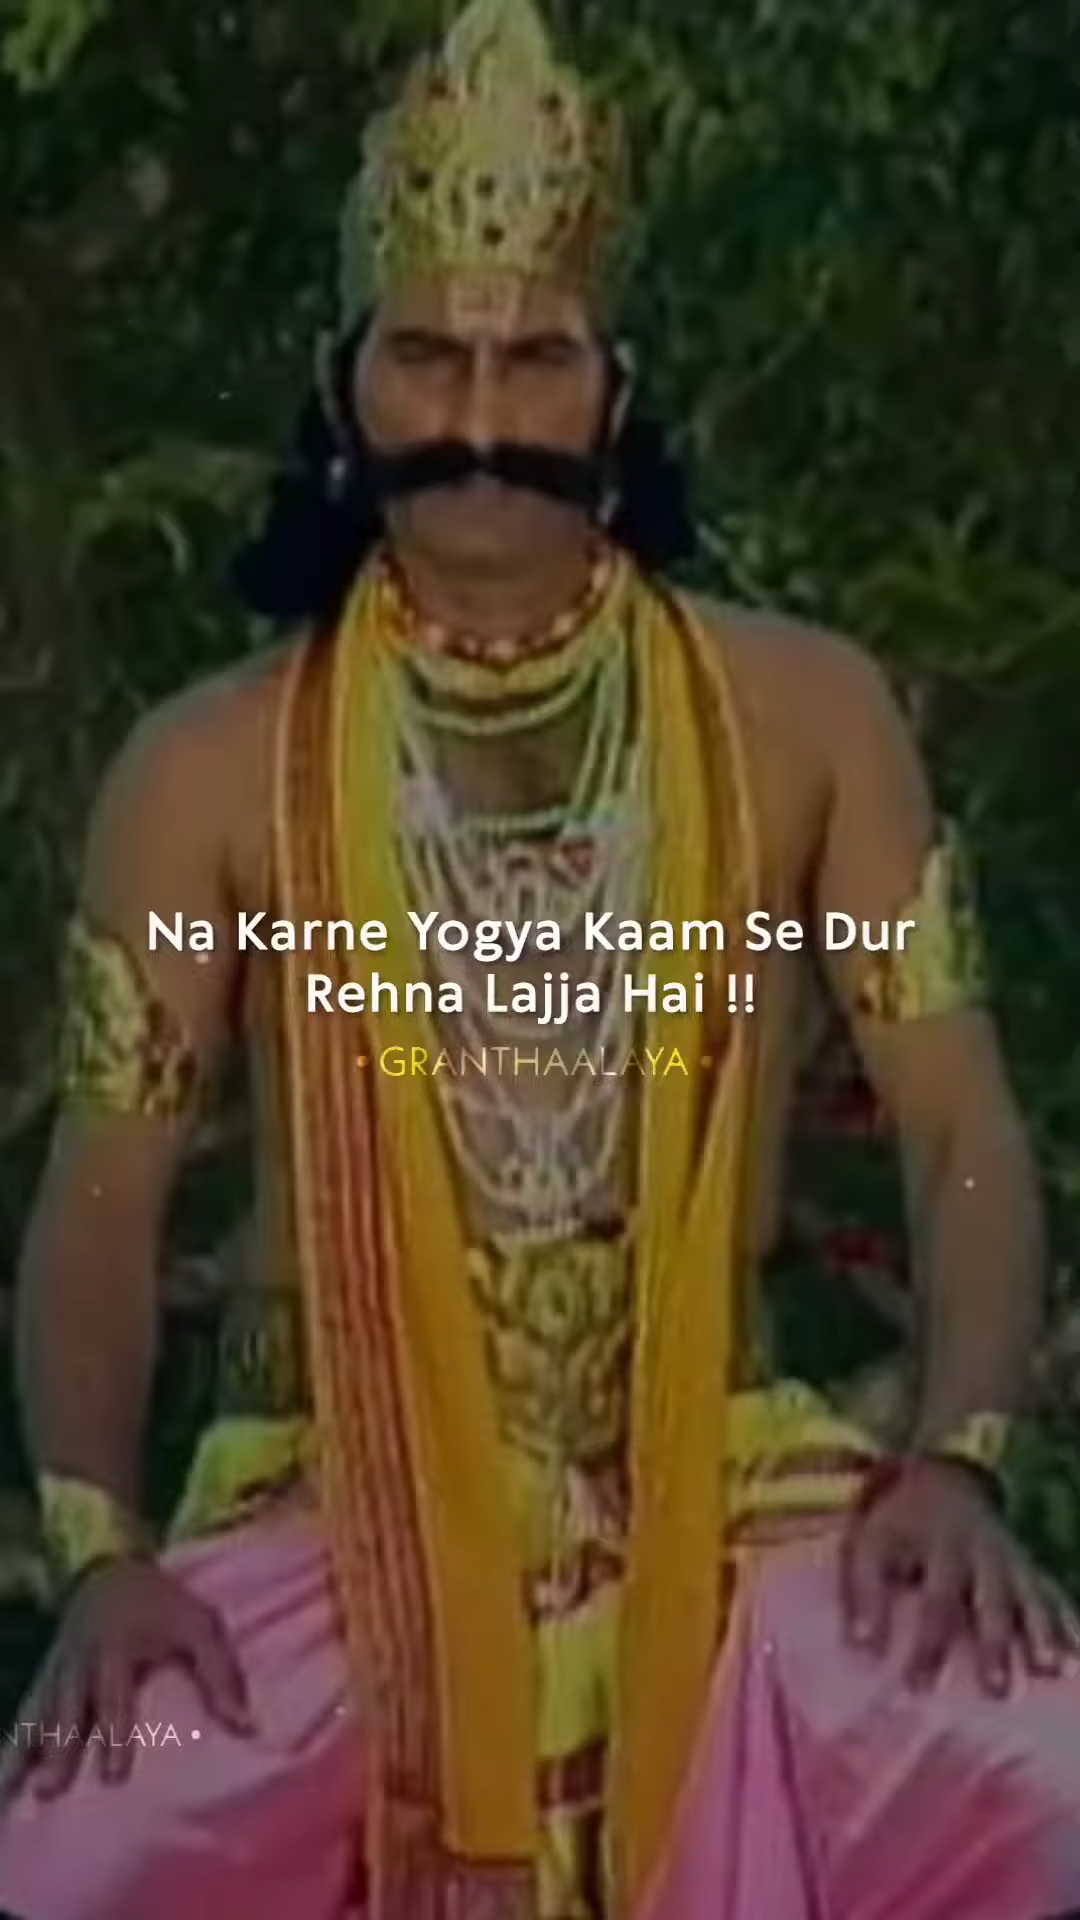 Na Karne Yogya Kaam Se Dur
Rehna Lajja Hai !!
• GRANTHAALAYA •
NTHAALAYA •